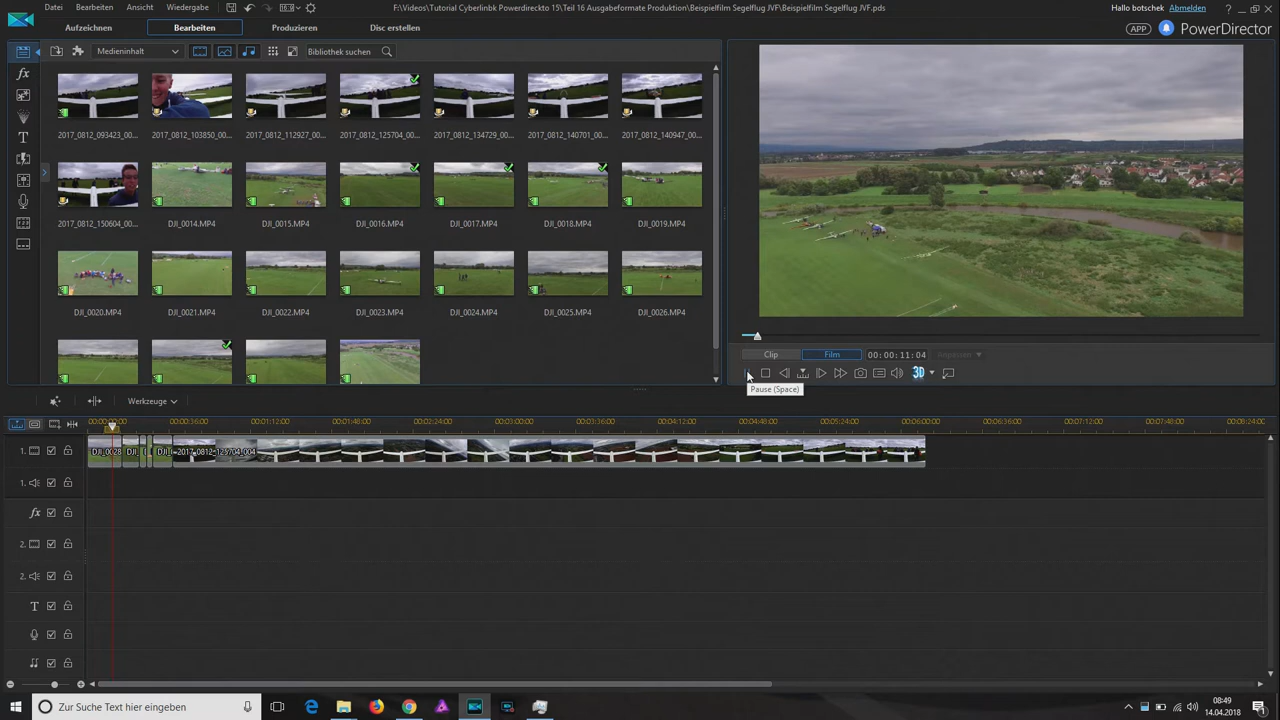 Datei Bearbeiten Ansicht Wiedergabe F:\Videos\Tutorial Cyberlink Powerdireckto 15\Teil 16 Ausgabeformate Produktion\Beispielfilm Segelflug JVF\Beispielfilm Segelflug JVF.pds Hallo botschek Abmelden
Aufzeichnen Bearbeiten Produzieren Disc erstellen APP PowerDirector
Medieninhalt Bibliothek suchen
2017_0812_093423_00... 2017_0812_103850_00... 2017_0812_112927_00... 2017_0812_125704_00... 2017_0812_134729_00... 2017_0812_140701_00... 2017_0812_140947_00...
2017_0812_150604_00... DJI_0014.MP4 DJI_0015.MP4 DJI_0016.MP4 DJI_0017.MP4 DJI_0018.MP4 DJI_0019.MP4
DJI_0020.MP4 DJI_0021.MP4 DJI_0022.MP4 DJI_0023.MP4 DJI_0024.MP4 DJI_0025.MP4 DJI_0026.MP4
Clip Film 00:00:11:04 Anpassen
3D
Pause (Space)
Werkzeuge
00:00:36:00 00:01:12:00 00:01:48:00 00:02:24:00 00:03:00:00 00:03:36:00 00:04:12:00 00:04:48:00 00:05:24:00 00:06:00:00 00:06:36:00 00:07:12:00 00:07:48:00 00:08:24:00
1. DJI_0028 DJI_ DJI_ 2017_0812_125704_004
1.
fx
2.
2.
T
Zur Suche Text hier eingeben
08:49
14.04.2018